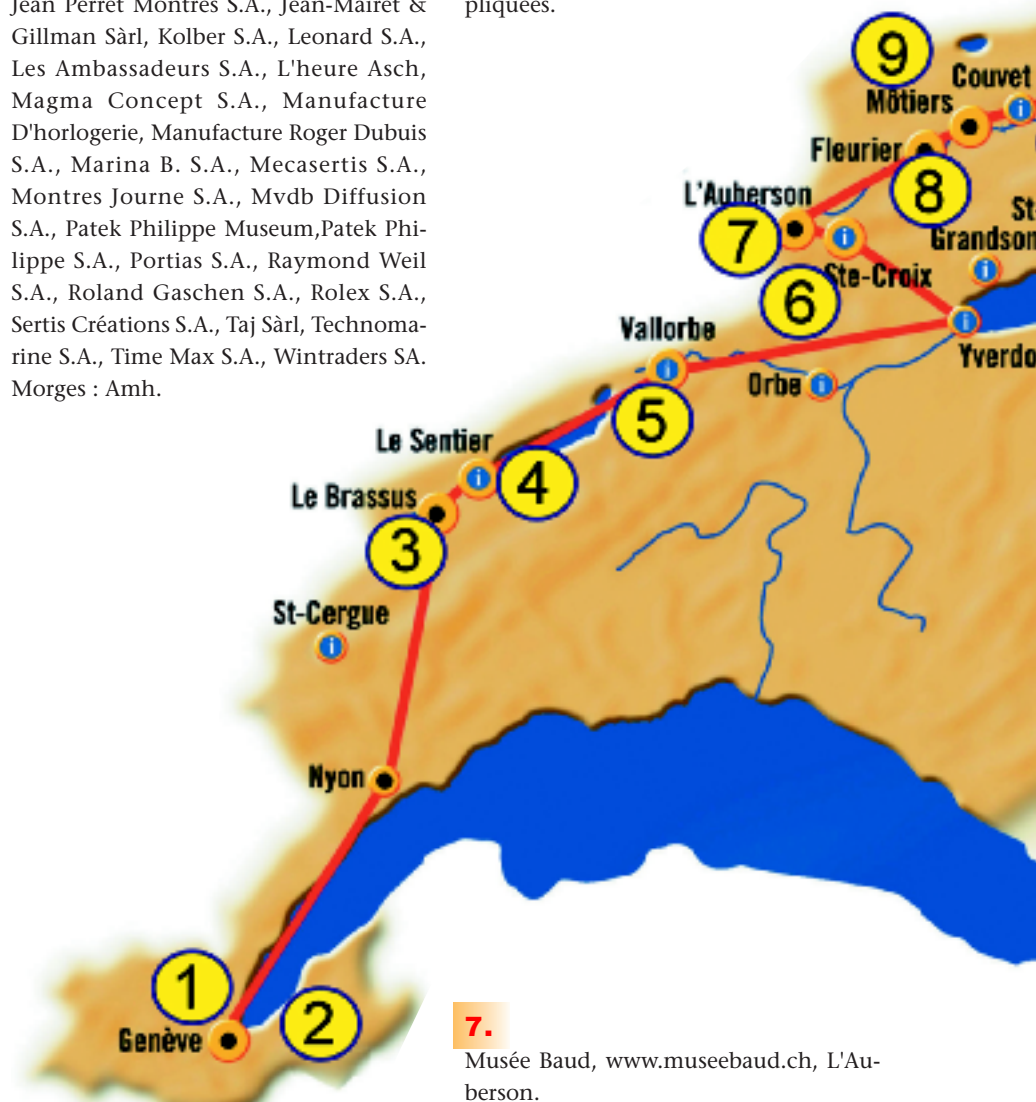 Jean Perret Montres S.A., Jean-Mairet &
Gillman Sàrl, Kolber S.A., Leonard S.A.,
Les Ambassadeurs S.A., L'heure Asch,
Magma Concept S.A., Manufacture
D'horlogerie, Manufacture Roger Dubuis
S.A., Marina B. S.A., Mecasertis S.A.,
Montres Journe S.A., Mvdb Diffusion
S.A., Patek Philippe Museum,Patek Phi-
lippe S.A., Portias S.A., Raymond Weil
S.A., Roland Gaschen S.A., Rolex S.A.,
Sertis Créations S.A., Taj Sàrl, Technoma-
rine S.A., Time Max S.A., Wintraders SA.
Morges : Amh.
pliquées.
9
Couvet
Môtiers
Fleurier
8
L'Auberson
7
St-
Grandson
Ste-Croix
6
Vallorbe
Yverdo
Orbe
5
Le Sentier
4
Le Brassus
3
St-Cergue
Nyon
1
2
Genève
7.
Musée Baud, www.museebaud.ch, L'Au-
berson.